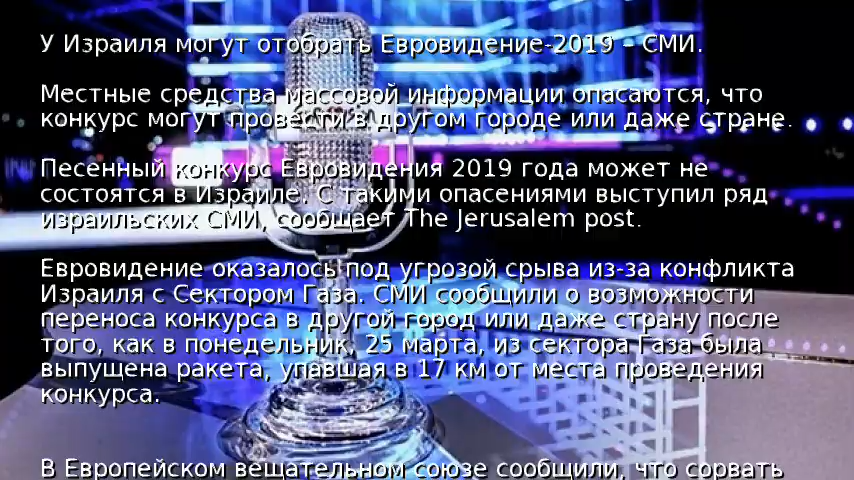 У Израиля могут отобрать Евровидение-2019 – СМИ.
Местные средства массовой информации опасаются, что
конкурс могут провести в другом городе или даже стране.
Песенный конкурс Евровидения 2019 года может не
состоятся в Израиле. С такими опасениями выступил ряд
израильских СМИ, сообщает The Jerusalem post.
Евровидение оказалось под угрозой срыва из-за конфликта
Израиля с Сектором Газа. СМИ сообщили о возможности
переноса конкурса в другой город или даже страну после
того, как в понедельник, 25 марта, из сектора Газа была
выпущена ракета, упавшая в 17 км от места проведения
конкурса.
В Европейском вещательном союзе сообщили, что сорвать